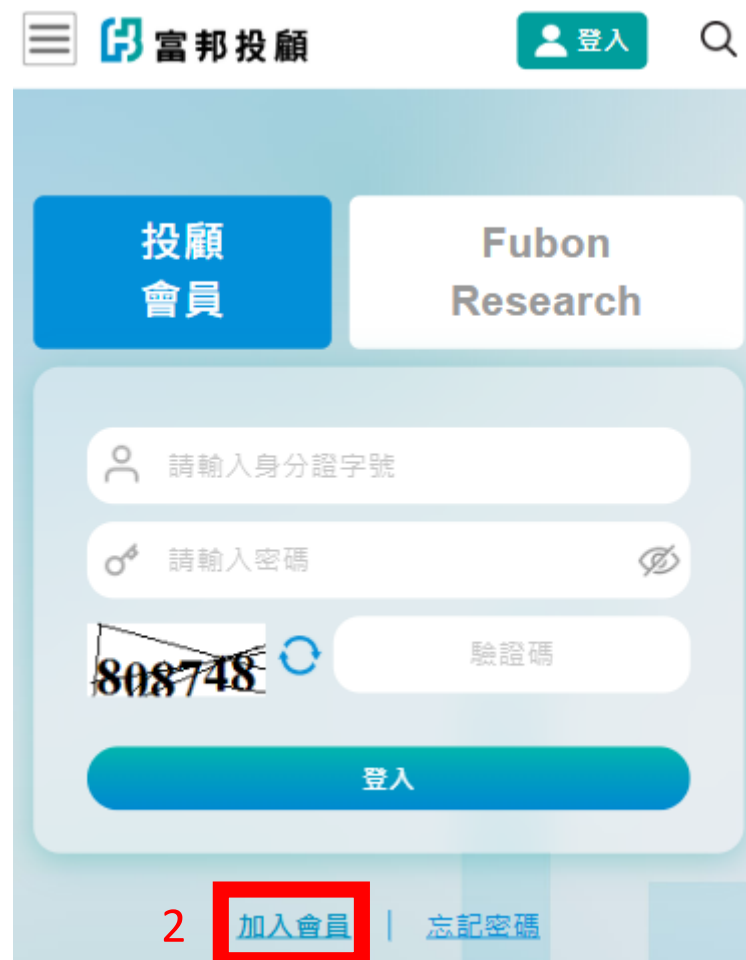 富邦投顧
登入
投顧
會員
Fubon
Research
請輸入身分證字號
請輸入密碼
808748
驗證碼
登入
2 加入會員 | 忘記密碼